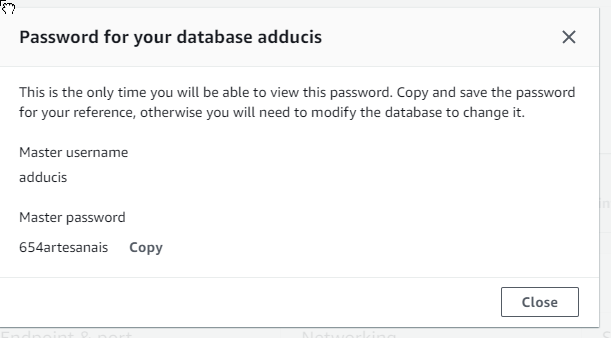 Password for your database adducis
This is the only time you will be able to view this password. Copy and save the password
for your reference, otherwise you will need to modify the database to change it.
Master username
adducis
Master password
654artesanais Copy
Close
Endpoint & port Networking